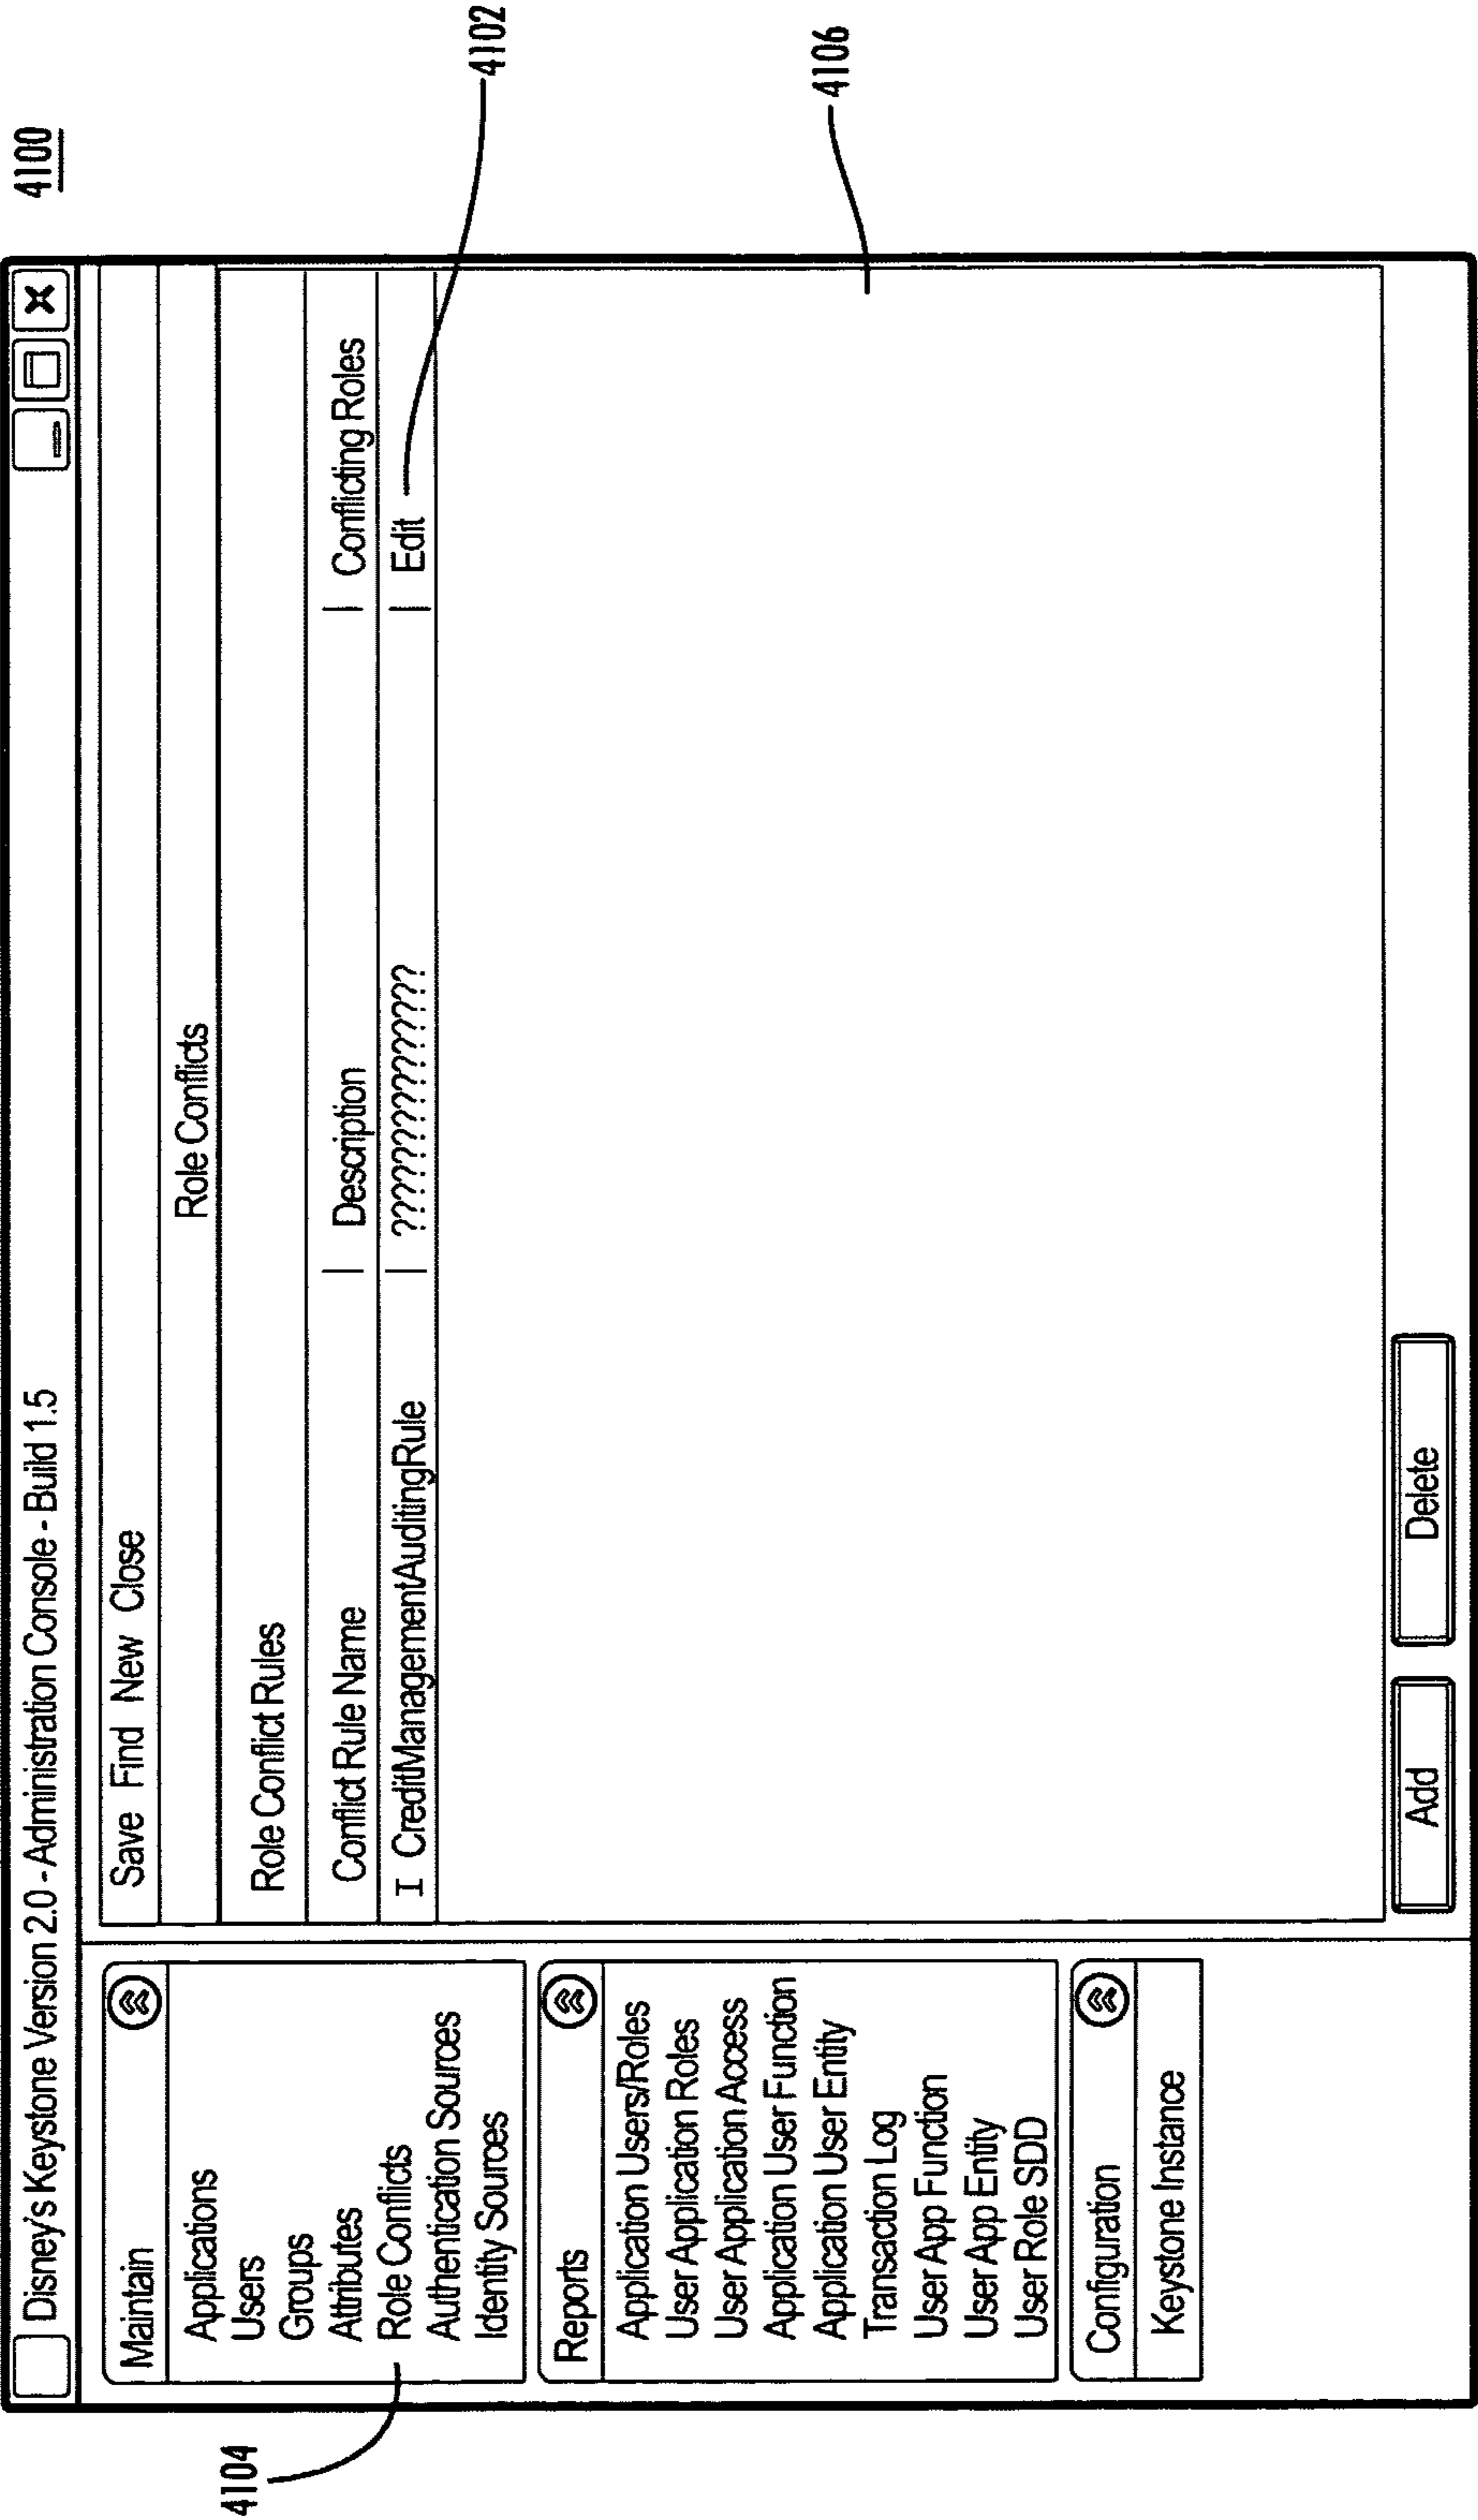 4100
Disney's Keystone Version 2.0 - Administration Console - Build 1.5
Maintain
Applications
Users
Groups
Attributes
Role Conflicts
Authentication Sources
Identity Sources
Reports
Application Users/Roles
User Application Roles
User Application Access
Application User Function
Application User Entity
Transaction Log
User App Function
User App Entity
User Role SDD
Configuration
Keystone Instance
Save Find New Close
Role Conflicts
Role Conflict Rules
Conflict Rule Name | Description | Conflicting Roles
I CreditManagementAuditingRule | ?????????????????? | Edit
Add Delete
4102
4104
4106